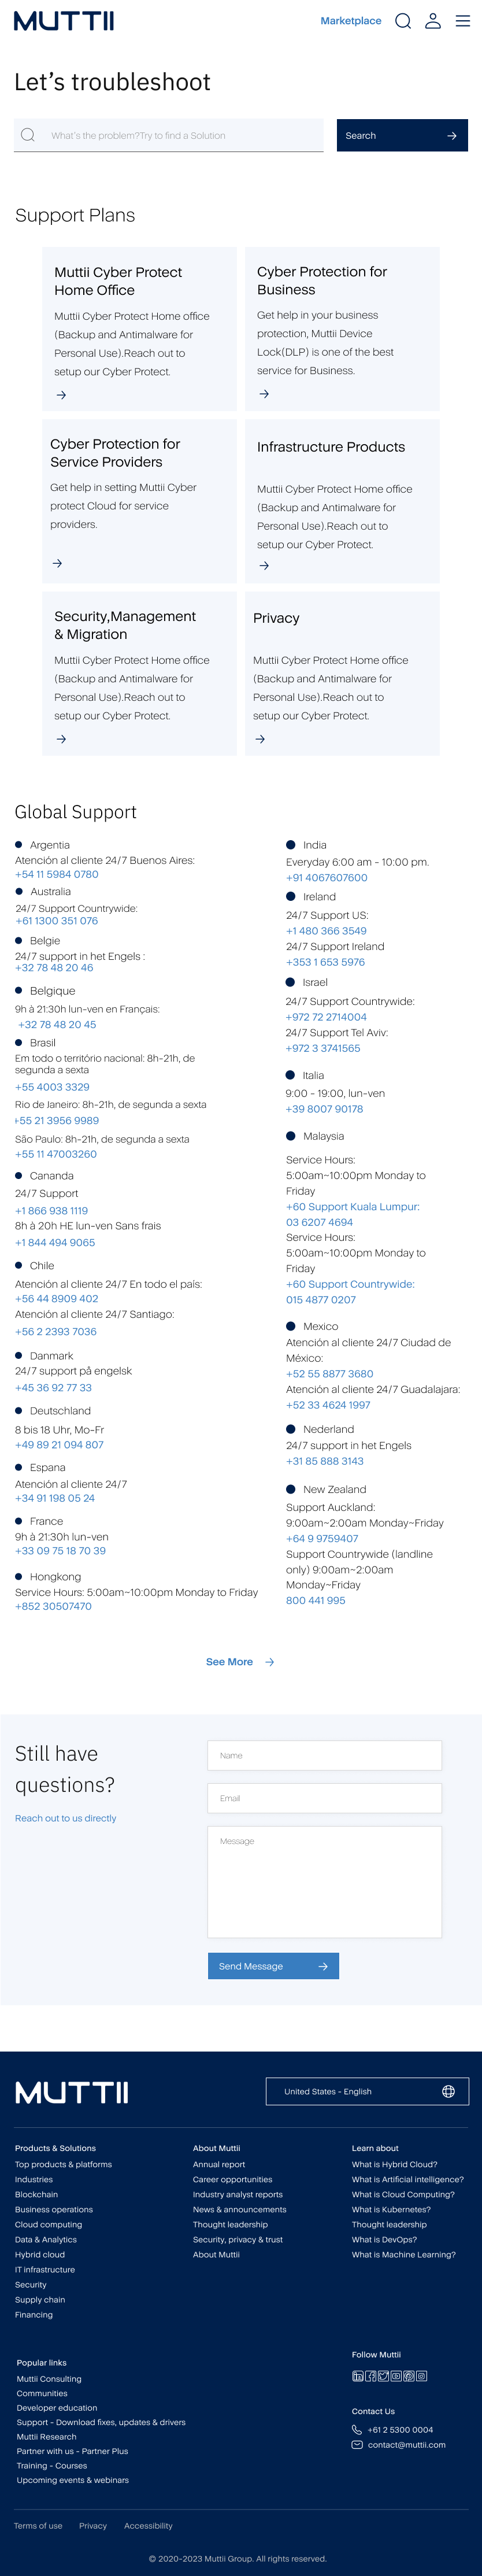 MUTTII
Marketplace
Let's troubleshoot
What's the problem?Try to find a Solution
Search
Support Plans
Muttii Cyber Protect
Home Office
Muttii Cyber Protect Home office
(Backup and Antimalware for
Personal Use).Reach out to
setup our Cyber Protect.
Cyber Protection for
Business
Get help in your business
protection, Muttii Device
Lock(DLP) is one of the best
service for Business.
Cyber Protection for
Service Providers
Get help in setting Muttii Cyber
protect Cloud for service
providers.
Infrastructure Products
Muttii Cyber Protect Home office
(Backup and Antimalware for
Personal Use).Reach out to
setup our Cyber Protect.
Security,Management
& Migration
Muttii Cyber Protect Home office
(Backup and Antimalware for
Personal Use).Reach out to
setup our Cyber Protect.
Privacy
Muttii Cyber Protect Home office
(Backup and Antimalware for
Personal Use).Reach out to
setup our Cyber Protect.
Global Support
Argentia
Atención al cliente 24/7 Buenos Aires:
+54 11 5984 0780
Australia
24/7 Support Countrywide:
+61 1300 351 076
Belgie
24/7 support in het Engels :
+32 78 48 20 46
Belgique
9h à 21:30h lun-ven en Français:
+32 78 48 20 45
Brasil
Em todo o território nacional: 8h-21h, de
segunda a sexta
+55 4003 3329
Rio de Janeiro: 8h-21h, de segunda a sexta
+55 21 3956 9989
São Paulo: 8h-21h, de segunda a sexta
+55 11 47003260
Cananda
24/7 Support
+1 866 938 1119
8h à 20h HE lun-ven Sans frais
+1 844 494 9065
Chile
Atención al cliente 24/7 En todo el país:
+56 44 8909 402
Atención al cliente 24/7 Santiago:
+56 2 2393 7036
Danmark
24/7 support på engelsk
+45 36 92 77 33
Deutschland
8 bis 18 Uhr, Mo-Fr
+49 89 21 094 807
Espana
Atención al cliente 24/7
+34 91 198 05 24
France
9h à 21:30h lun-ven
+33 09 75 18 70 39
Hongkong
Service Hours: 5:00am~10:00pm Monday to Friday
+852 30507470
India
Everyday 6:00 am - 10:00 pm.
+91 4067607600
Ireland
24/7 Support US:
+1 480 366 3549
24/7 Support Ireland
+353 1 653 5976
Israel
24/7 Support Countrywide:
+972 72 2714004
24/7 Support Tel Aviv:
+972 3 3741565
Italia
9:00 - 19:00, lun-ven
+39 8007 90178
Malaysia
Service Hours:
5:00am~10:00pm Monday to
Friday
+60 Support Kuala Lumpur:
03 6207 4694
Service Hours:
5:00am~10:00pm Monday to
Friday
+60 Support Countrywide:
015 4877 0207
Mexico
Atención al cliente 24/7 Ciudad de
México:
+52 55 8877 3680
Atención al cliente 24/7 Guadalajara:
+52 33 4624 1997
Nederland
24/7 support in het Engels
+31 85 888 3143
New Zealand
Support Auckland:
9:00am~2:00am Monday~Friday
+64 9 9759407
Support Countrywide (landline
only) 9:00am~2:00am
Monday~Friday
800 441 995
See More
Still have
questions?
Reach out to us directly
Name
Email
Message
Send Message
MUTTII
United States - English
Products & Solutions
Top products & platforms
Industries
Blockchain
Business operations
Cloud computing
Data & Analytics
Hybrid cloud
IT infrastructure
Security
Supply chain
Financing
About Muttii
Annual report
Career opportunities
Industry analyst reports
News & announcements
Thought leadership
Security, privacy & trust
About Muttii
Learn about
What is Hybrid Cloud?
What is Artificial intelligence?
What is Cloud Computing?
What is Kubernetes?
Thought leadership
What is DevOps?
What is Machine Learning?
Popular links
Muttii Consulting
Communities
Developer education
Support - Download fixes, updates & drivers
Muttii Research
Partner with us - Partner Plus
Training - Courses
Upcoming events & webinars
Follow Muttii
Contact Us
+61 2 5300 0004
contact@muttii.com
Terms of use
Privacy
Accessibility
© 2020-2023 Muttii Group. All rights reserved.